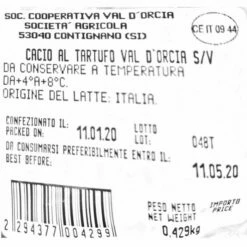 SOC. COOPERATIVA VAL D'ORCIA
SOCIETA' AGRICOLA
53040 CONTIGNANO (SI)
CE IT 09 44
CACIO AL TARTUFO VAL D'ORCIA S/V
DA CONSERVARE A TEMPERATURA
DA+4°A+8°C.
ORIGINE DEL LATTE: ITALIA.
CONFEZIONATO IL:
PACKED ON:
11.01.20
LOTTO
LOT:
048T
DA CONSUMARSI PREFERIBILMENTE ENTRO IL:
BEST BEFORE:
11.05.20
PESO NETTO
NET WEIGHT
0,429kg
IMPORTO
PRICE
2 294377 004299